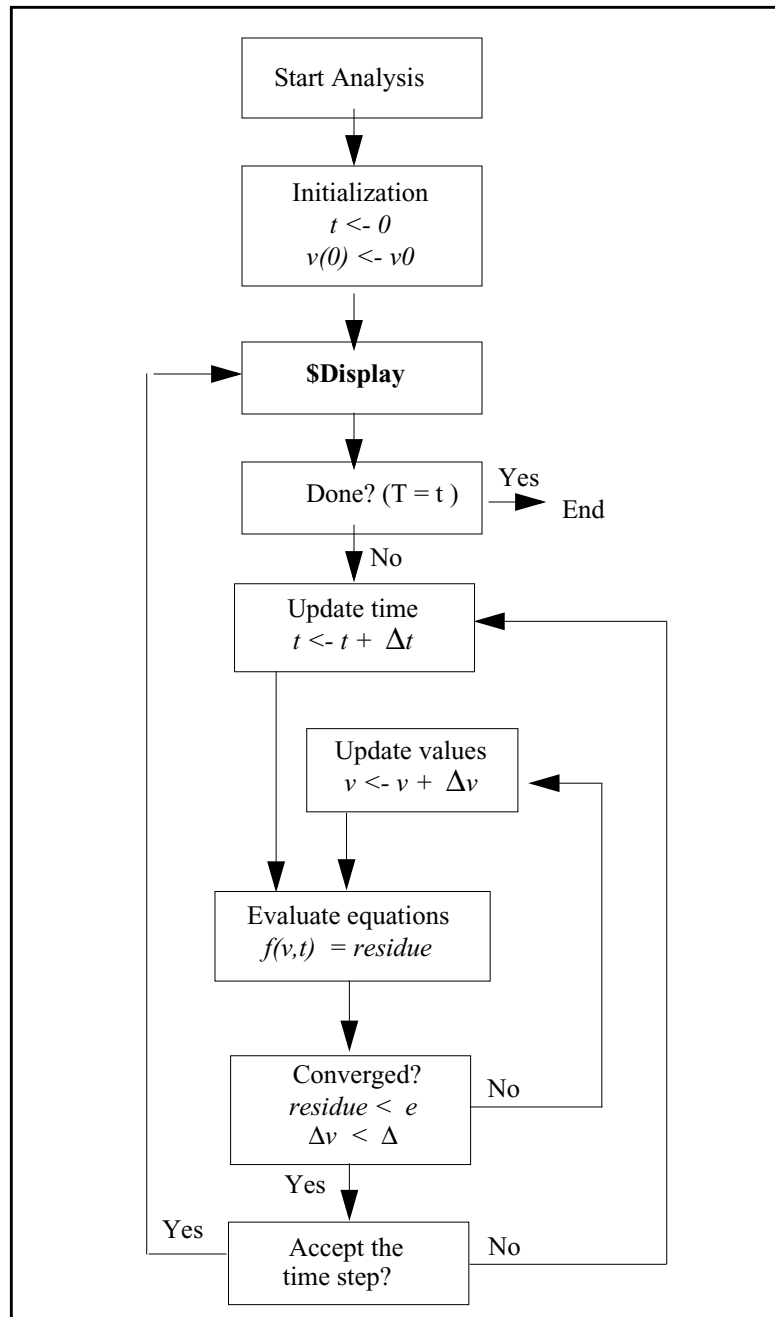 Start Analysis
Initialization
t <- 0
v(0) <- v0
$Display
Done? (T = t )
Yes
End
No
Update time
t <- t + Δt
Update values
v <- v + Δv
Evaluate equations
f(v,t) = residue
Converged?
residue < e
Δv < Δ
No
Yes
Yes
Accept the
time step?
No